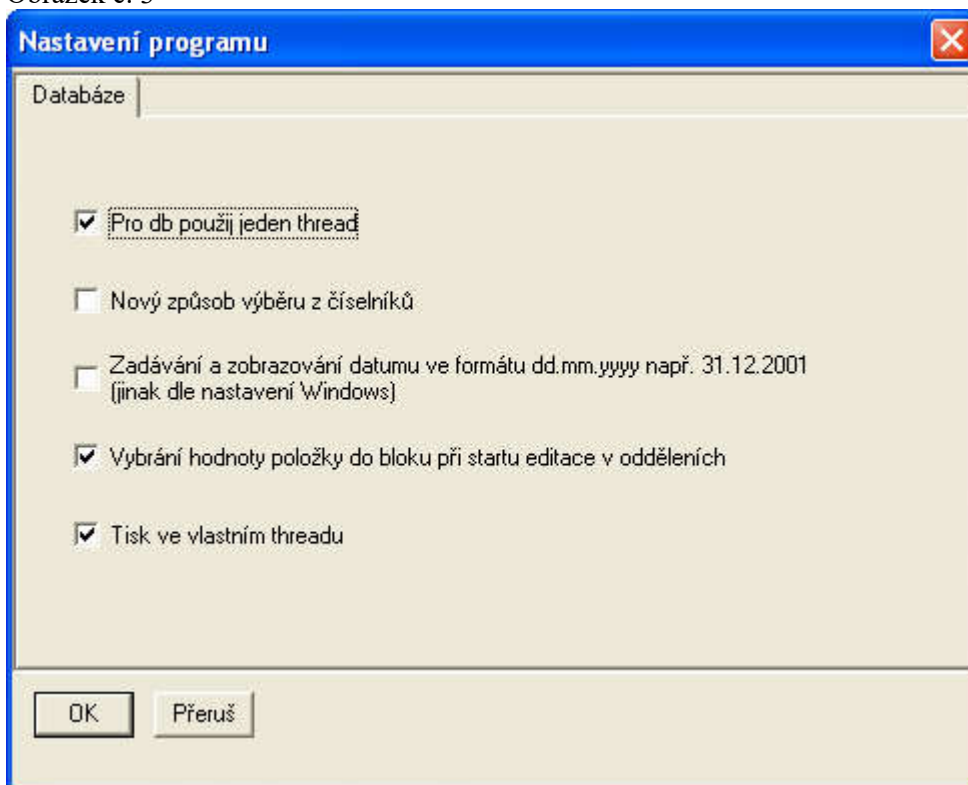 Obrázek č. 3
Nastavení programu
Databáze
Pro db použij jeden thread
Nový způsob výběru z číselníků
Zadávání a zobrazování datumu ve formátu dd.mm.yyyy např. 31.12.2001
(jinak dle nastavení Windows)
Vybrání hodnoty položky do bloku při startu editace v odděleních
Tisk ve vlastním threadu
OK
Přeruš